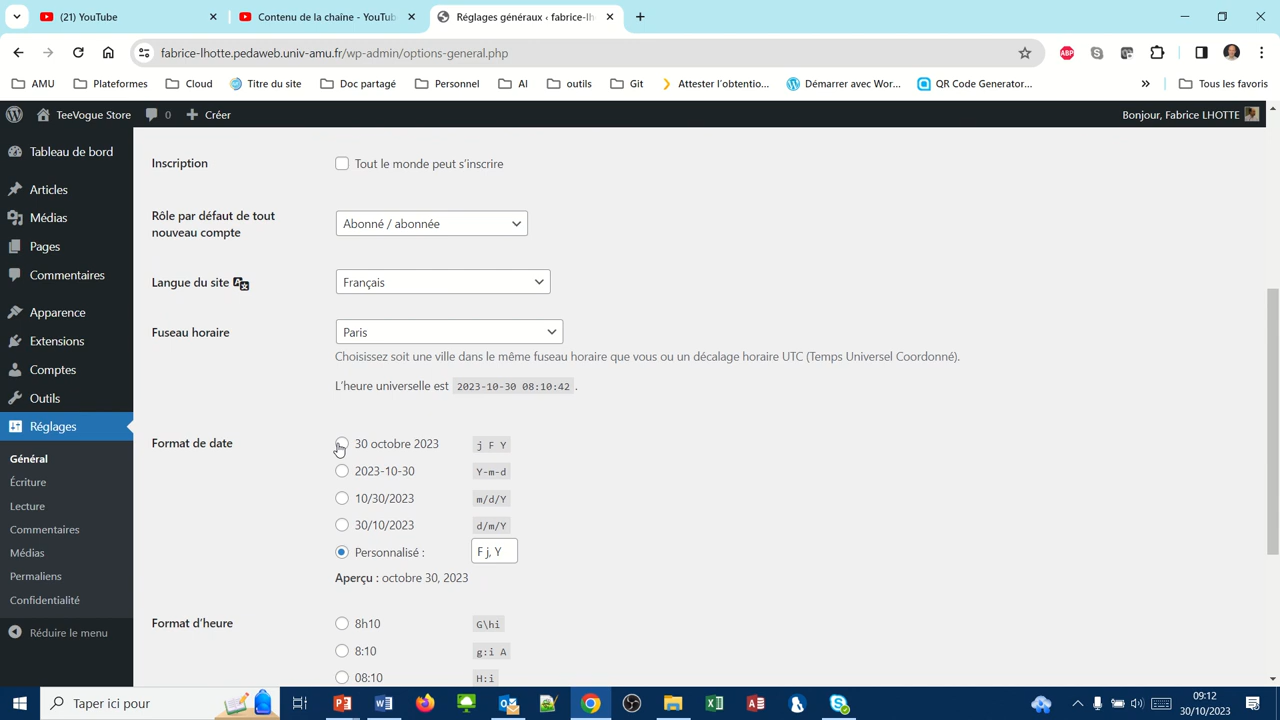 (21) YouTube
Contenu de la chaîne - YouTub
Réglages généraux ‹ fabrice-lh
fabrice-lhotte.pedaweb.univ-amu.fr/wp-admin/options-general.php
ABP
AMU
Plateformes
Cloud
Titre du site
Doc partagé
Personnel
AI
outils
Git
Attester l'obtentio...
Démarrer avec Wor...
QR Code Generator...
»
Tous les favoris
TeeVogue Store
0
Créer
Bonjour, Fabrice LHOTTE
Tableau de bord
Articles
Médias
Pages
Commentaires
Apparence
Extensions
Comptes
Outils
Réglages
Général
Écriture
Lecture
Commentaires
Médias
Permaliens
Confidentialité
Réduire le menu
Inscription
Tout le monde peut s'inscrire
Rôle par défaut de tout
nouveau compte
Abonné / abonnée
Langue du site
Français
Fuseau horaire
Paris
Choisissez soit une ville dans le même fuseau horaire que vous ou un décalage horaire UTC (Temps Universel Coordonné).
L'heure universelle est 2023-10-30 08:10:42 .
Format de date
30 octobre 2023 j F Y
2023-10-30 Y-m-d
10/30/2023 m/d/Y
30/10/2023 d/m/Y
Personnalisé : F j, Y
Aperçu : octobre 30, 2023
Format d'heure
8h10 G\hi
8:10 g:i A
08:10 H:i
Taper ici pour
09:12
30/10/2023